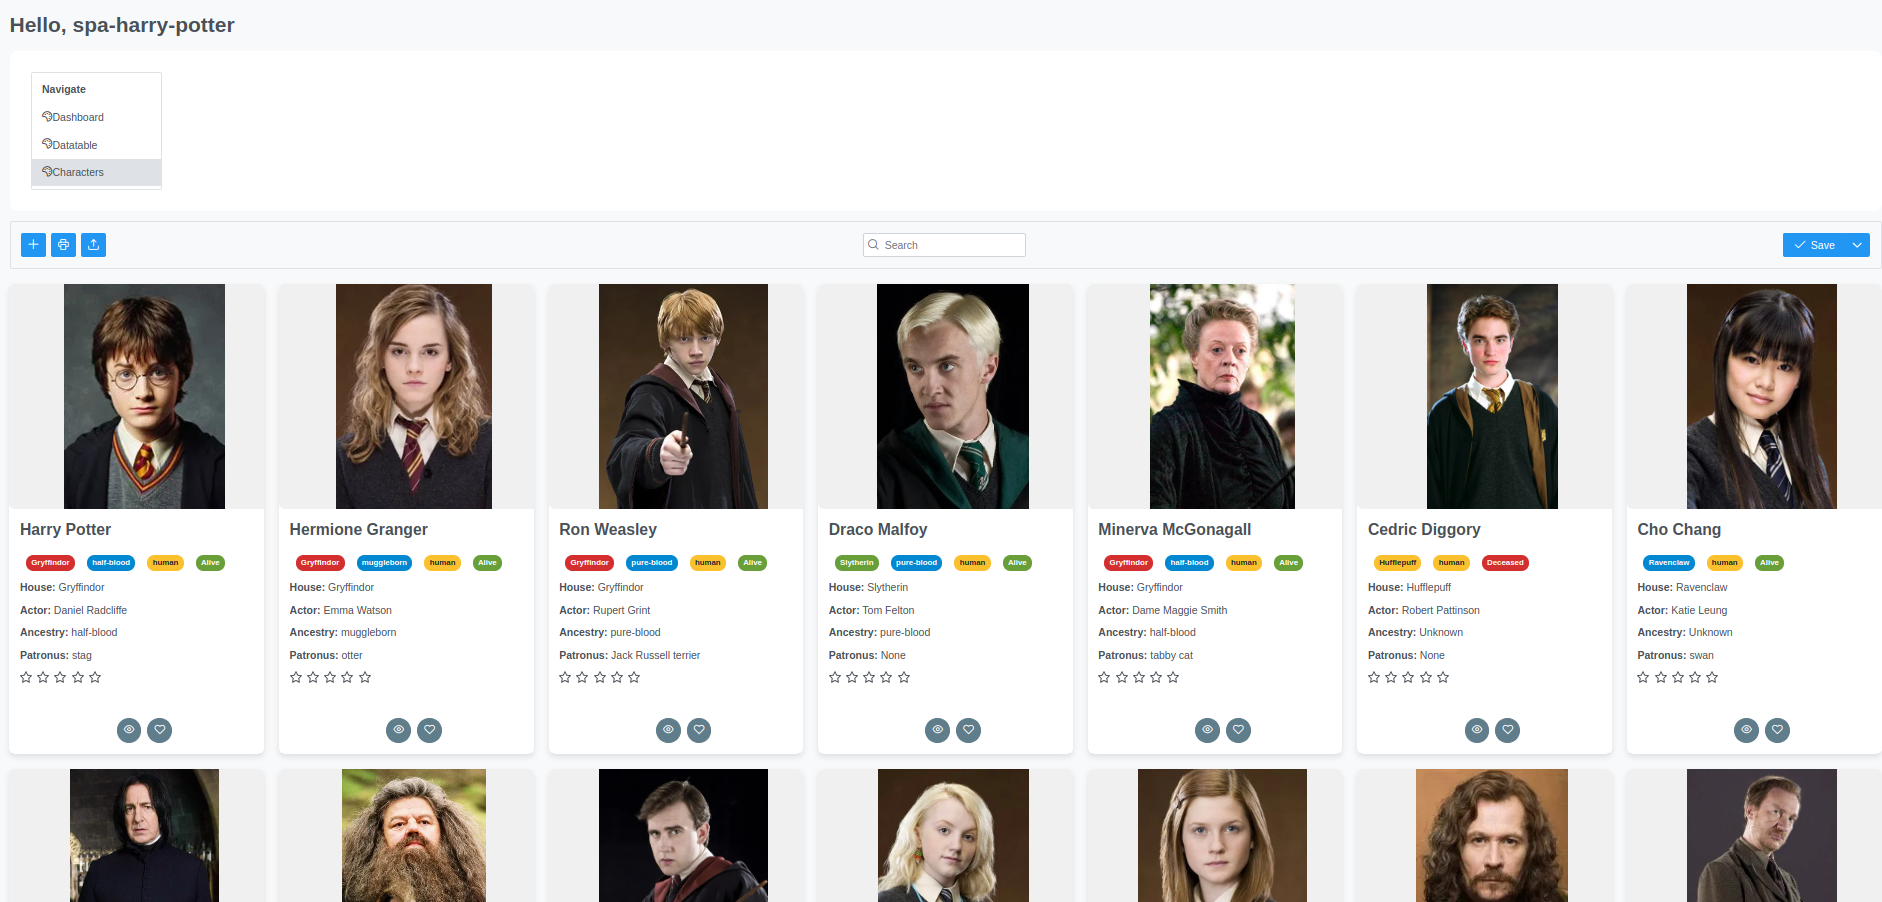 Hello, spa-harry-potter
Navigate
Dashboard
Datatable
Characters
Search
Save
Harry Potter
Gryffindor half-blood human Alive
House: Gryffindor
Actor: Daniel Radcliffe
Ancestry: half-blood
Patronus: stag
Hermione Granger
Gryffindor muggleborn human Alive
House: Gryffindor
Actor: Emma Watson
Ancestry: muggleborn
Patronus: otter
Ron Weasley
Gryffindor pure-blood human Alive
House: Gryffindor
Actor: Rupert Grint
Ancestry: pure-blood
Patronus: Jack Russell terrier
Draco Malfoy
Slytherin pure-blood human Alive
House: Slytherin
Actor: Tom Felton
Ancestry: pure-blood
Patronus: None
Minerva McGonagall
Gryffindor half-blood human Alive
House: Gryffindor
Actor: Dame Maggie Smith
Ancestry: half-blood
Patronus: tabby cat
Cedric Diggory
Hufflepuff human Deceased
House: Hufflepuff
Actor: Robert Pattinson
Ancestry: Unknown
Patronus: None
Cho Chang
Ravenclaw human Alive
House: Ravenclaw
Actor: Katie Leung
Ancestry: Unknown
Patronus: swan